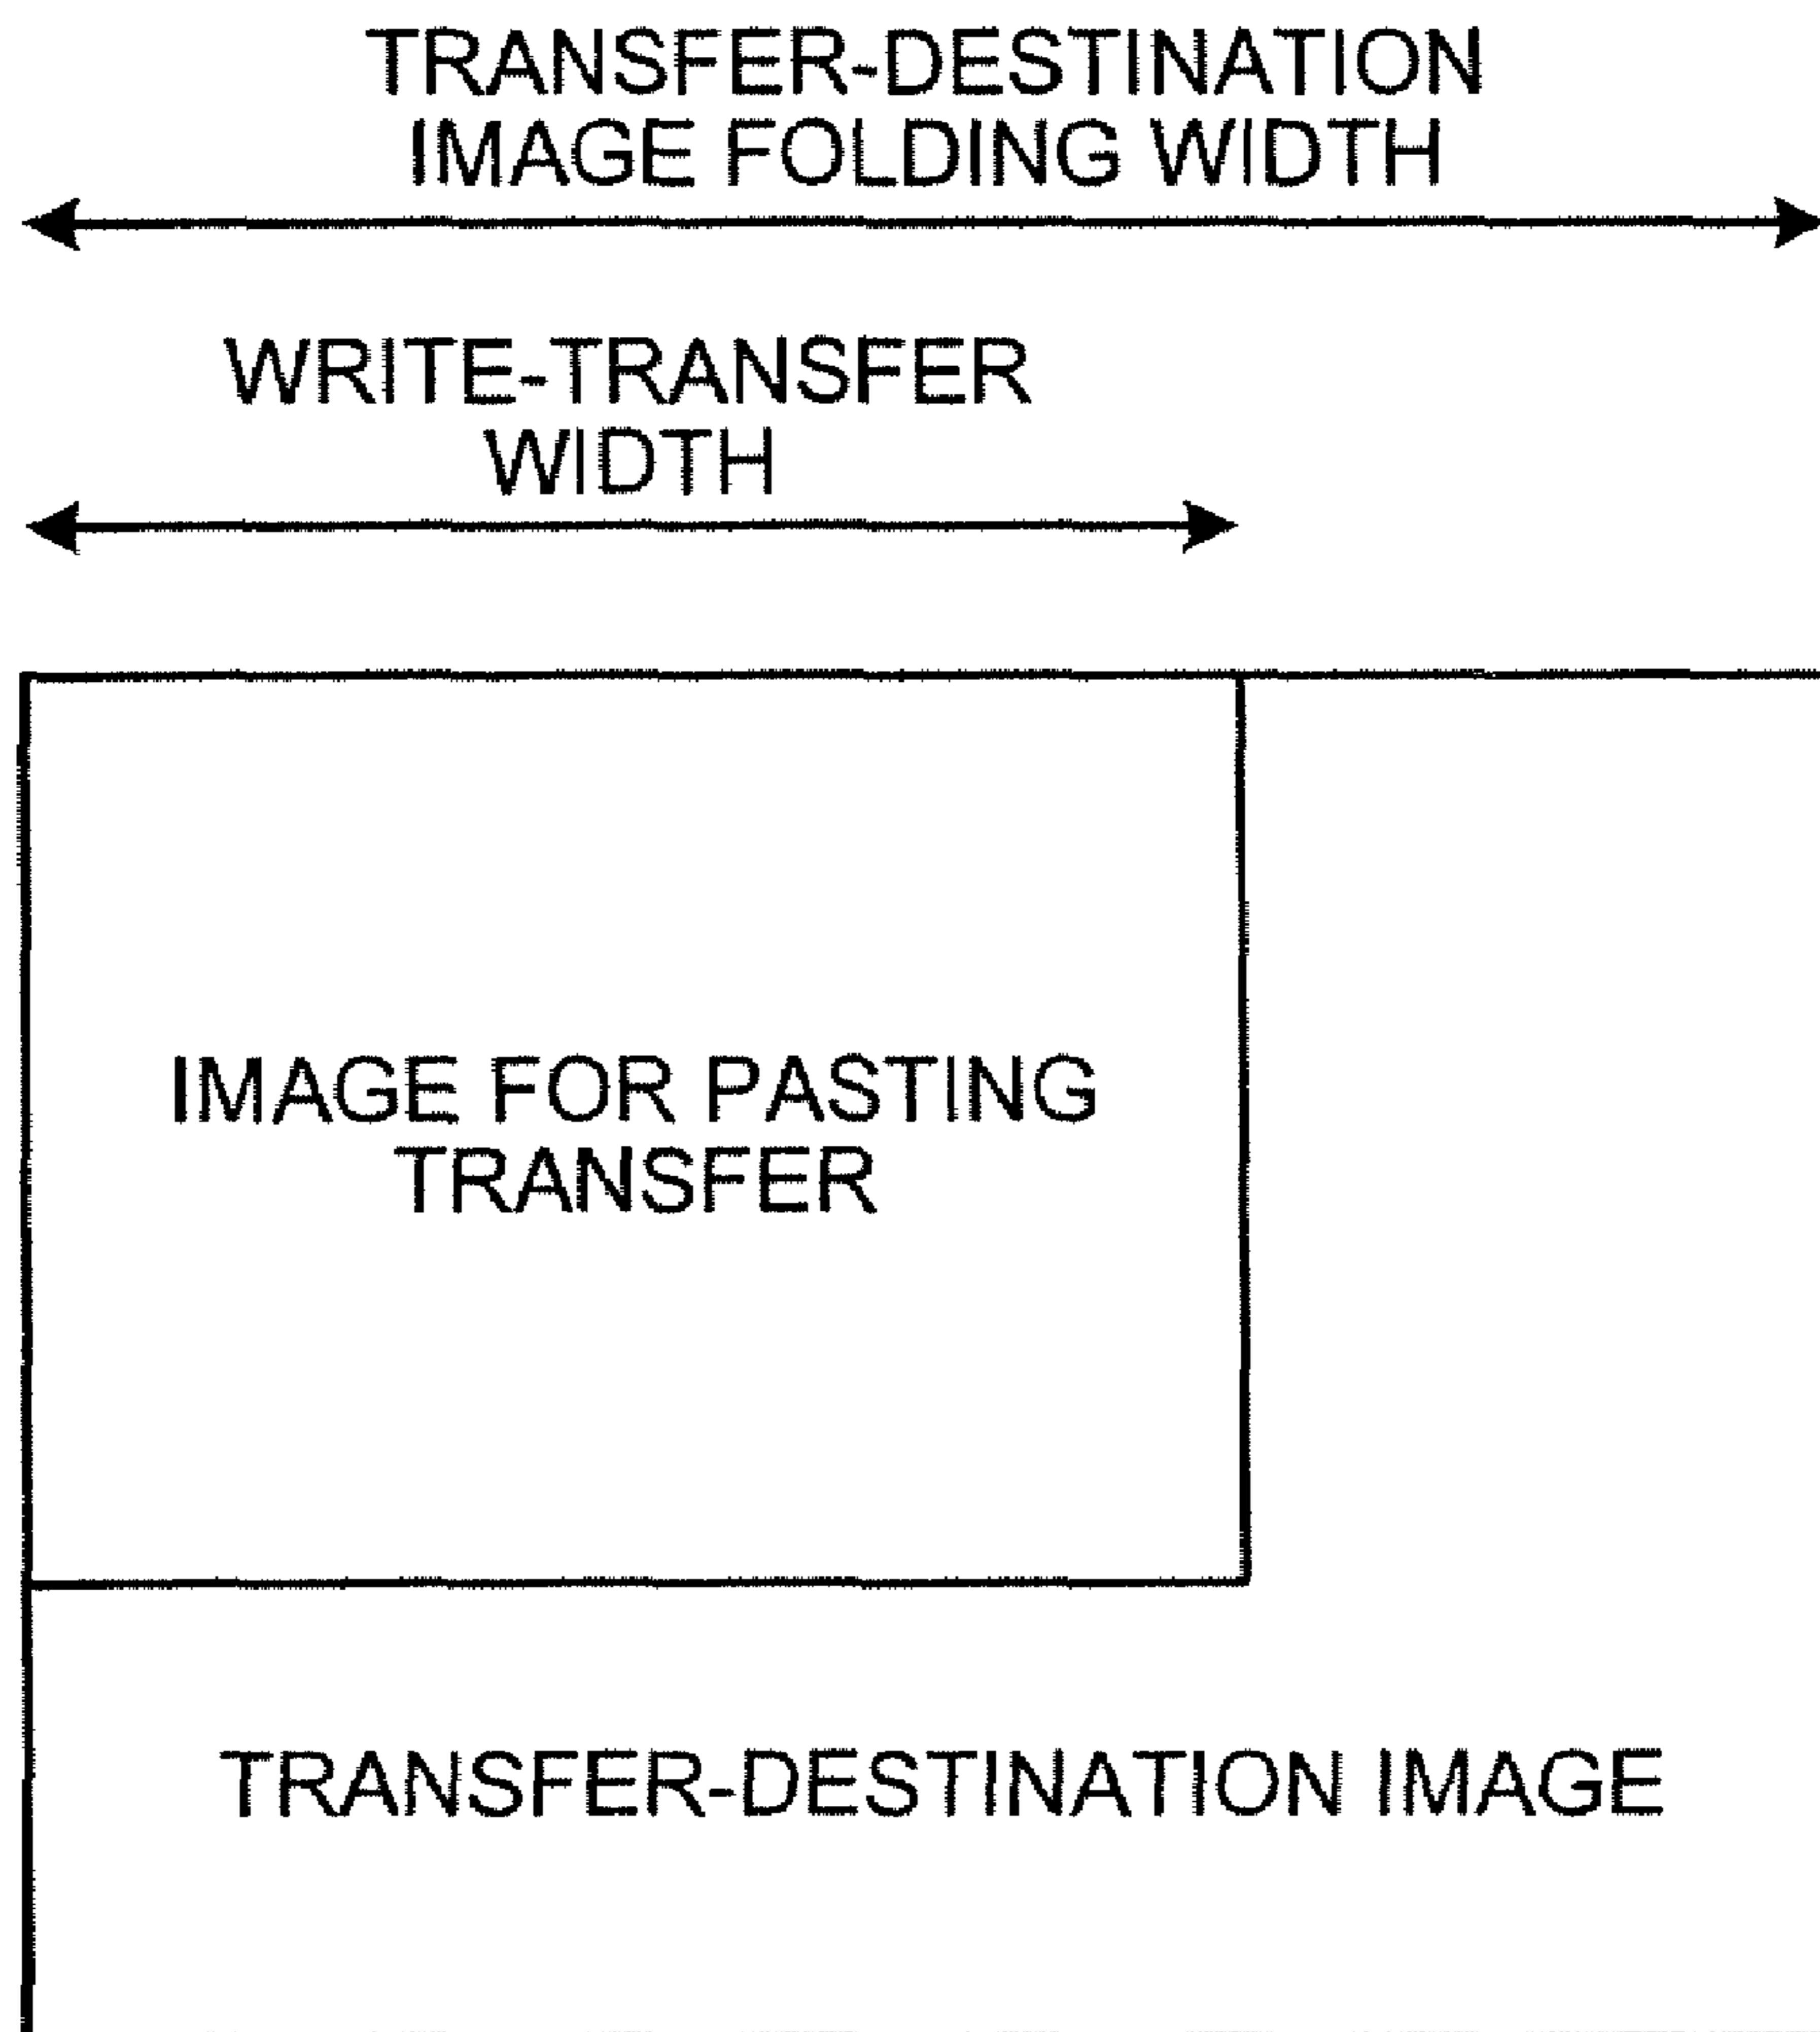 TRANSFER-DESTINATION
IMAGE FOLDING WIDTH
WRITE-TRANSFER
WIDTH
IMAGE FOR PASTING
TRANSFER
TRANSFER-DESTINATION IMAGE